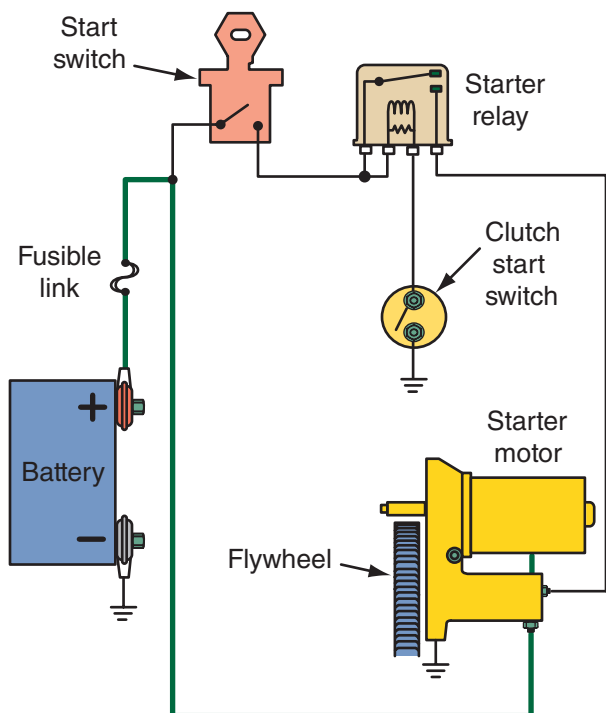 Start
switch
Starter
relay
Fusible
link
Clutch
start
switch
+
Battery
−
Starter
motor
Flywheel